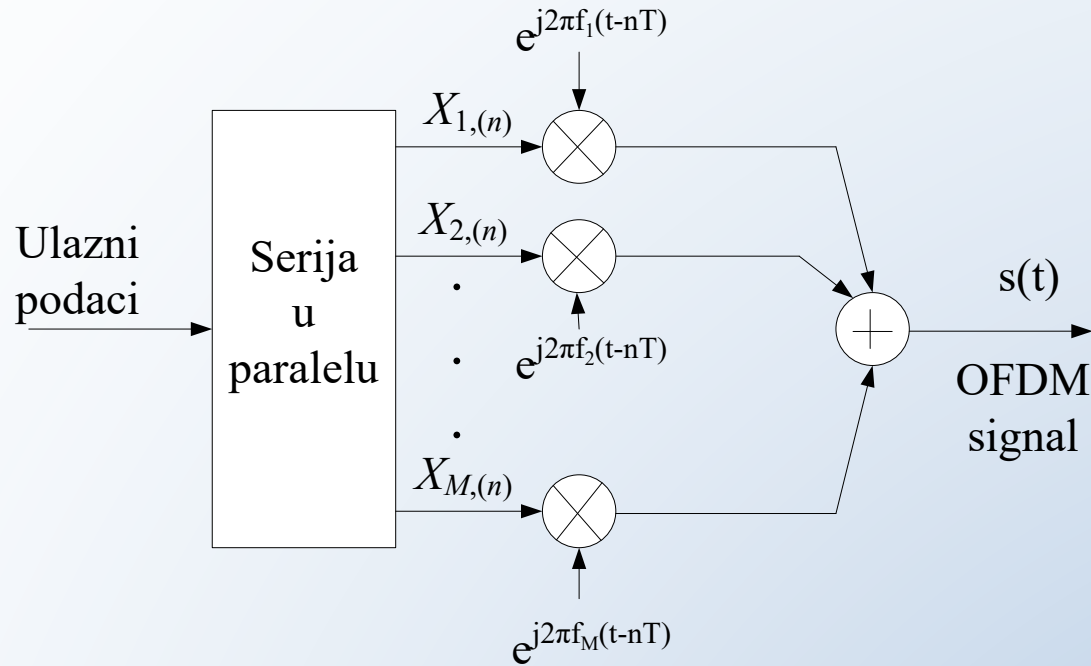 e^{j2πf_1(t-nT)}
X_{1,(n)}
X_{2,(n)}
e^{j2πf_2(t-nT)}
Ulazni
podaci
Serija
u
paralelu
s(t)
OFDM
signal
X_{M,(n)}
e^{j2πf_M(t-nT)}